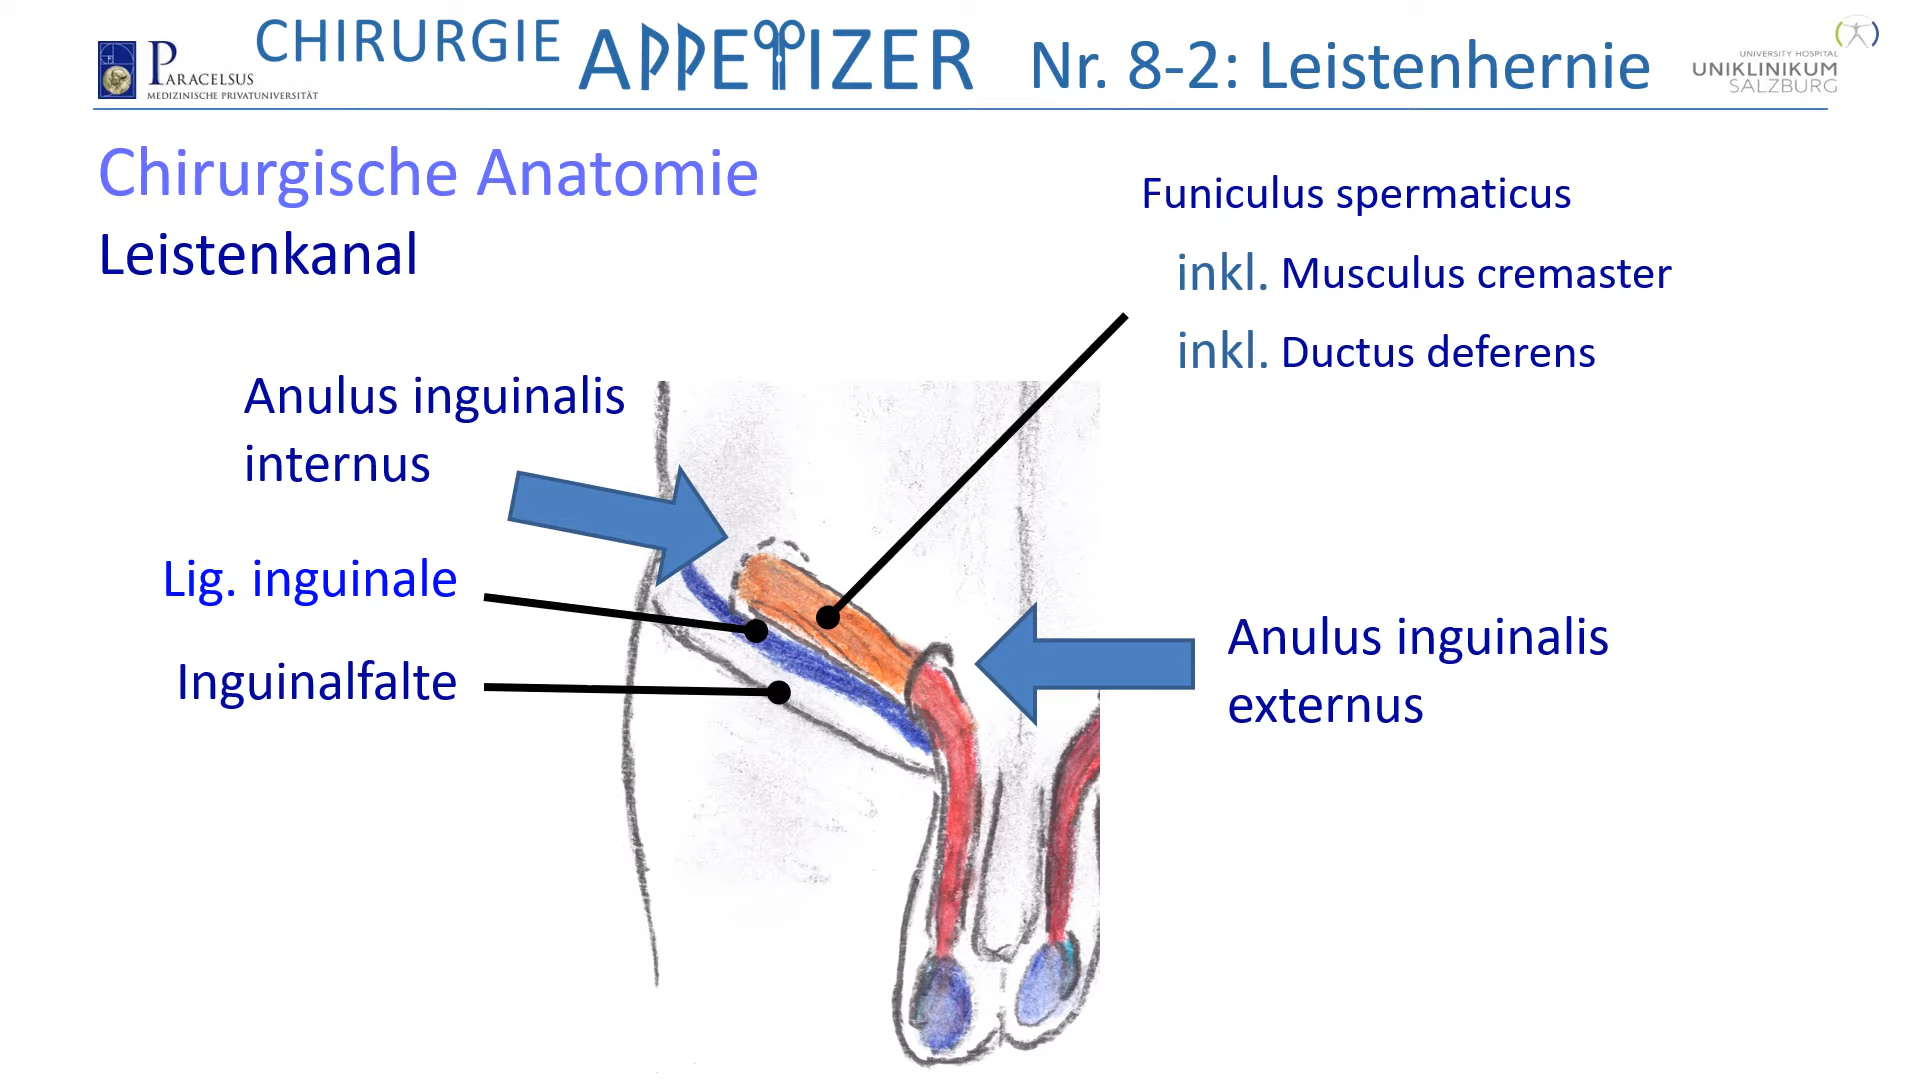 PARACELSUS
MEDIZINISCHE PRIVATUNIVERSITÄT
CHIRURGIE APPETIZER Nr. 8-2: Leistenhernie
UNIVERSITY HOSPITAL
UNIKLINIKUM
SALZBURG
Chirurgische Anatomie
Leistenkanal
Funiculus spermaticus
inkl. Musculus cremaster
inkl. Ductus deferens
Anulus inguinalis
internus
Lig. inguinale
Inguinalfalte
Anulus inguinalis
externus